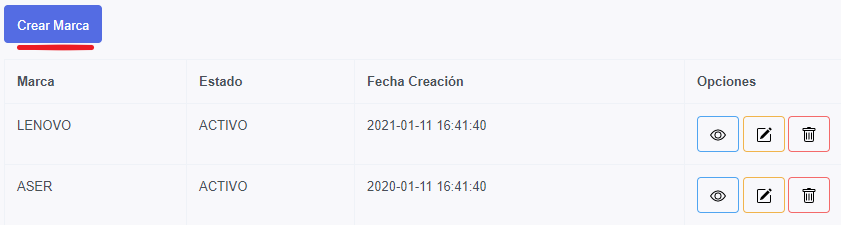 Crear Marca
Marca Estado Fecha Creación Opciones
LENOVO ACTIVO 2021-01-11 16:41:40
ASER ACTIVO 2020-01-11 16:41:40